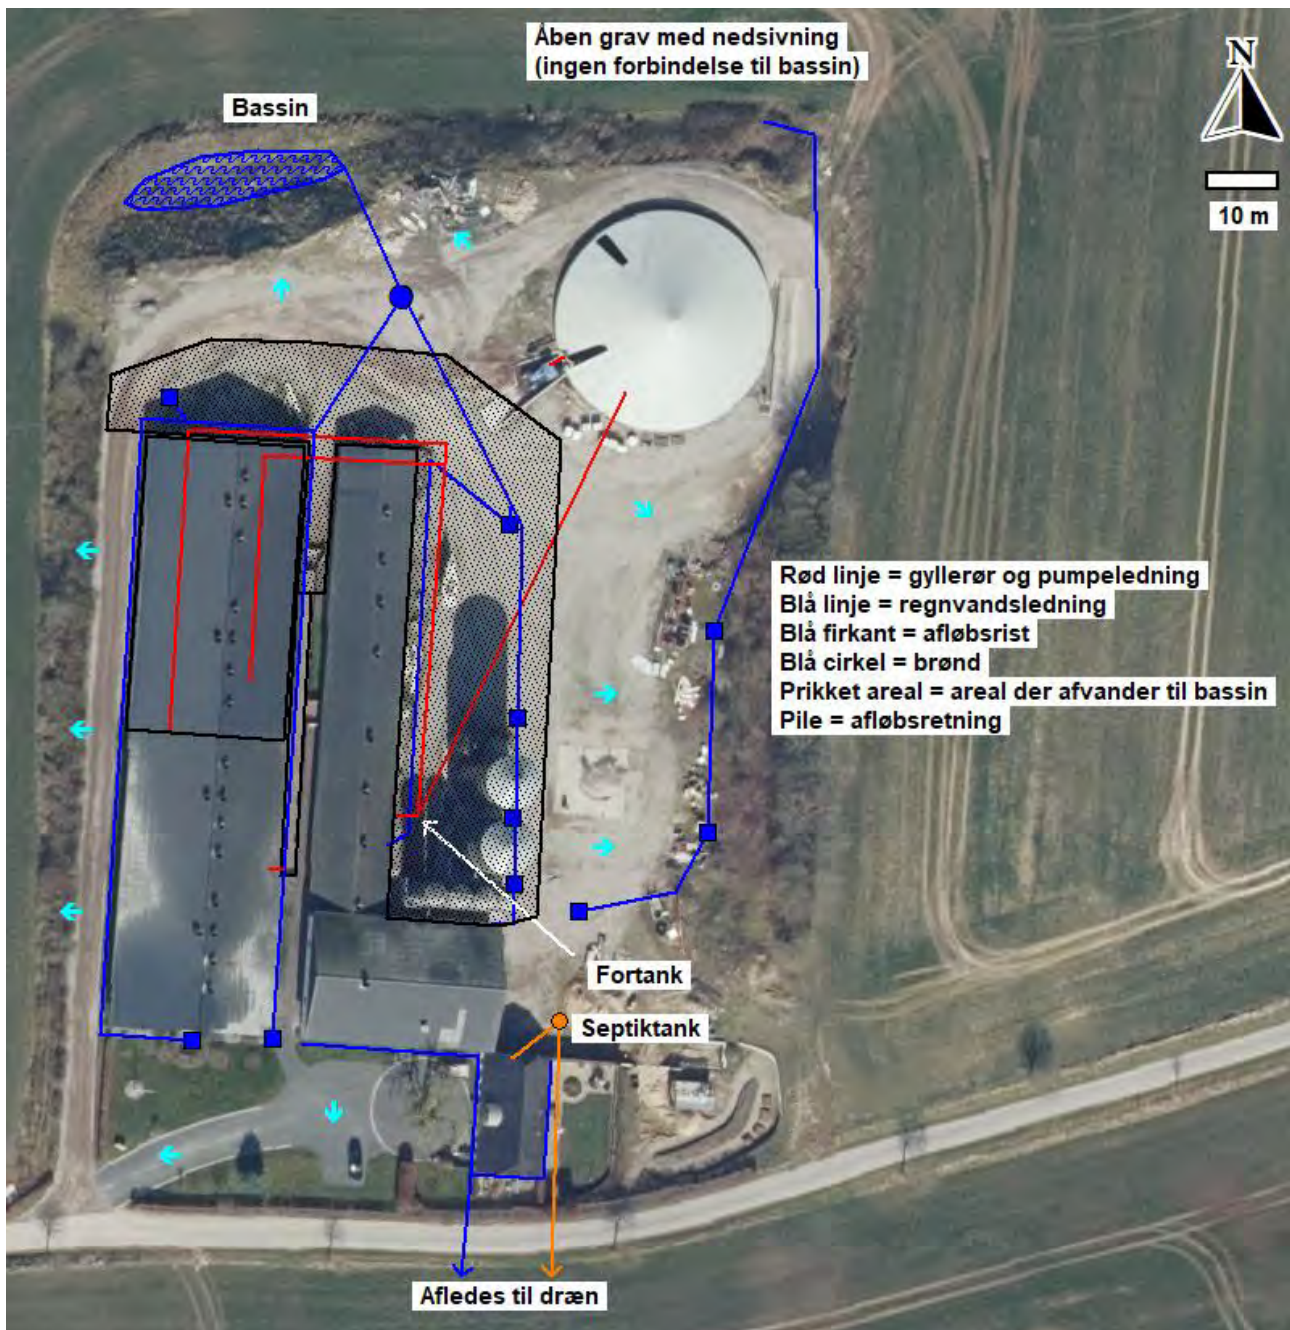 Åben grav med nedsivning
(ingen forbindelse til bassin)
N
Bassin
10 m
Rød linje = gyllerør og pumpeledning
Blå linje = regnvandsledning
Blå firkant = afløbsrist
Blå cirkel = brønd
Prikket areal = areal der afvander til bassin
Pile = afløbsretning
Fortank
Septiktank
Afledes til dræn